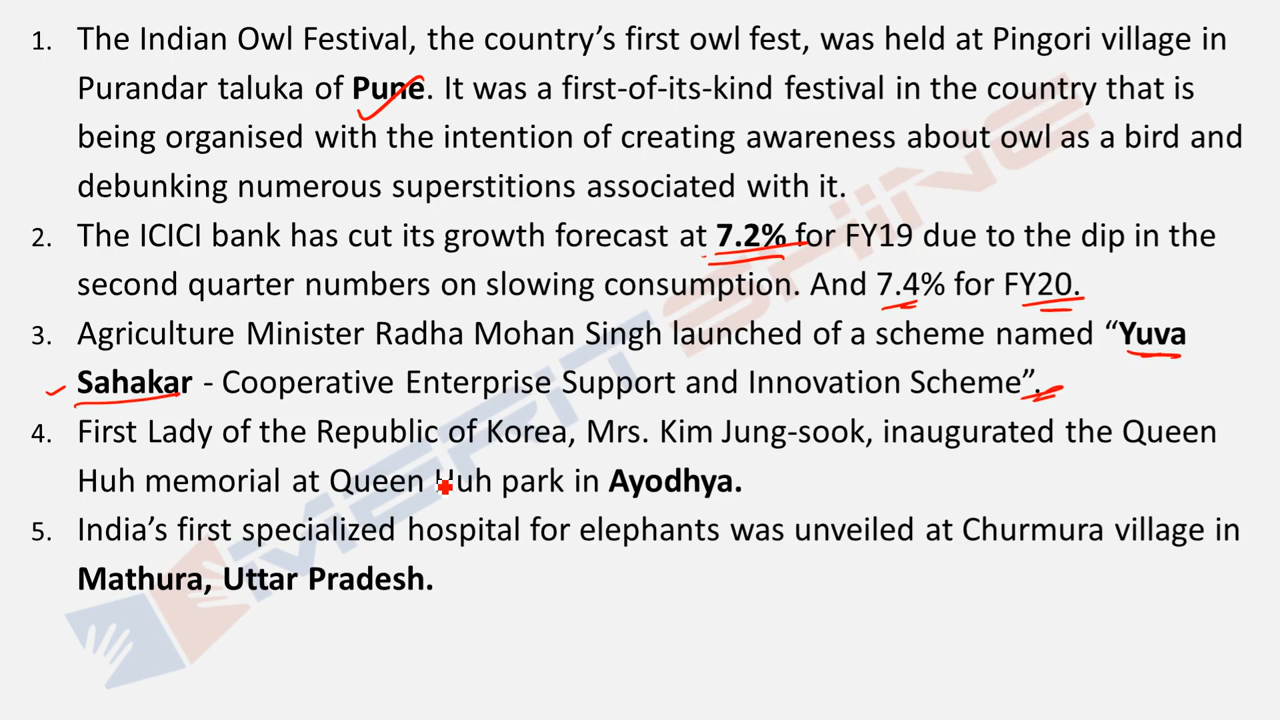 1. The Indian Owl Festival, the country’s first owl fest, was held at Pingori village in
Purandar taluka of Pune. It was a first-of-its-kind festival in the country that is
being organised with the intention of creating awareness about owl as a bird and
debunking numerous superstitions associated with it.
2. The ICICI bank has cut its growth forecast at 7.2% for FY19 due to the dip in the
second quarter numbers on slowing consumption. And 7.4% for FY20.
3. Agriculture Minister Radha Mohan Singh launched of a scheme named “Yuva
Sahakar - Cooperative Enterprise Support and Innovation Scheme”.
4. First Lady of the Republic of Korea, Mrs. Kim Jung-sook, inaugurated the Queen
Huh memorial at Queen Huh park in Ayodhya.
5. India’s first specialized hospital for elephants was unveiled at Churmura village in
Mathura, Uttar Pradesh.
MERIT SHINE